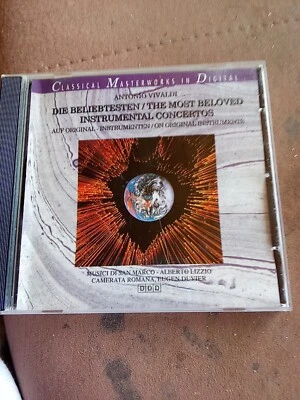 CLASSICAL MASTERWORKS IN DIGITAL
ANTONIO VIVALDI
DIE BELIEBTESTEN / THE MOST BELOVED
INSTRUMENTAL CONCERTOS
AUF ORIGINAL - INSTRUMENTEN / ON ORIGINAL INSTRUMENTS
MUSICI DI SAN MARCO - ALBERTO LIZZIO
CAMERATA ROMANA, EUGEN DUVIER
DDD